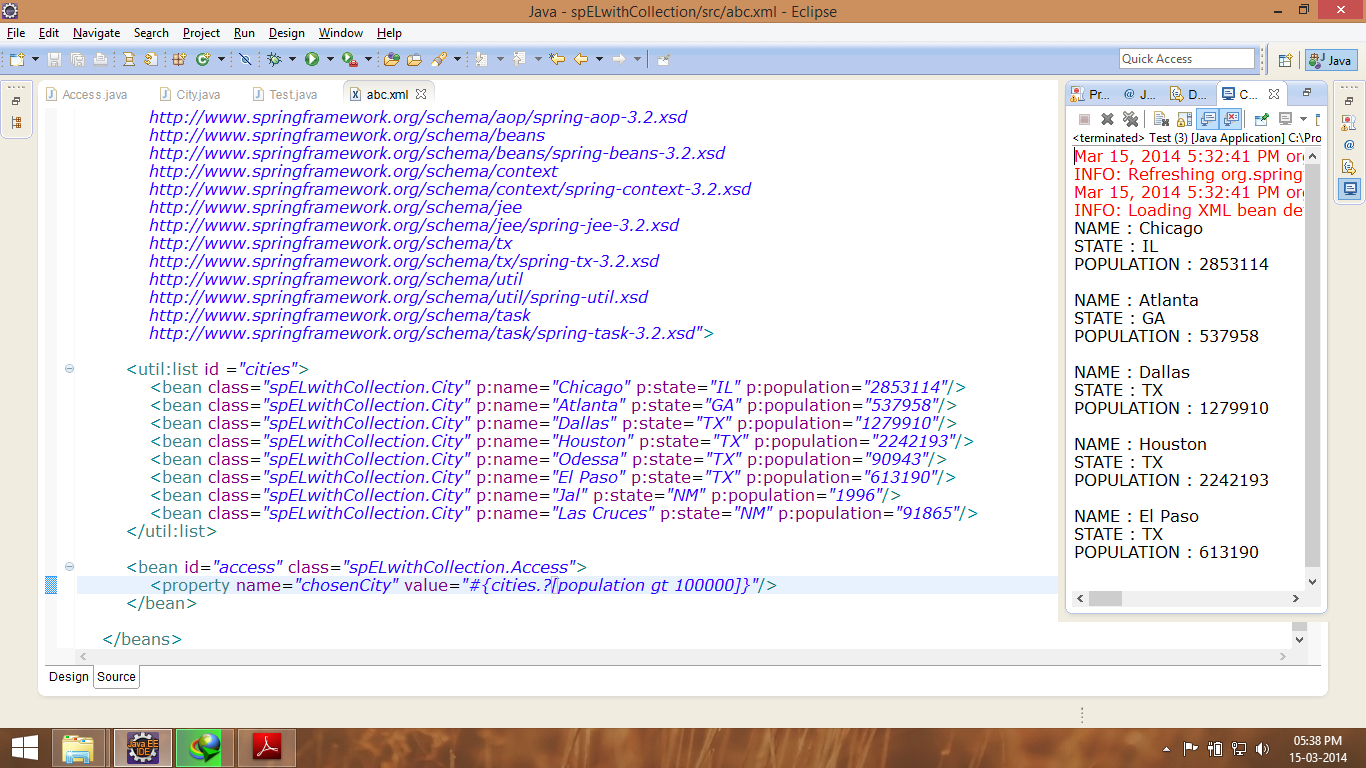 Java - spELwithCollection/src/abc.xml - Eclipse
File Edit Navigate Search Project Run Design Window Help
Quick Access
Java
Access.java City.java Test.java abc.xml
http://www.springframework.org/schema/aop/spring-aop-3.2.xsd
http://www.springframework.org/schema/beans
http://www.springframework.org/schema/beans/spring-beans-3.2.xsd
http://www.springframework.org/schema/context
http://www.springframework.org/schema/context/spring-context-3.2.xsd
http://www.springframework.org/schema/jee
http://www.springframework.org/schema/jee/spring-jee-3.2.xsd
http://www.springframework.org/schema/tx
http://www.springframework.org/schema/tx/spring-tx-3.2.xsd
http://www.springframework.org/schema/util
http://www.springframework.org/schema/util/spring-util.xsd
http://www.springframework.org/schema/task
http://www.springframework.org/schema/task/spring-task-3.2.xsd">
<util:list id ="cities">
<bean class="spELwithCollection.City" p:name="Chicago" p:state="IL" p:population="2853114"/>
<bean class="spELwithCollection.City" p:name="Atlanta" p:state="GA" p:population="537958"/>
<bean class="spELwithCollection.City" p:name="Dallas" p:state="TX" p:population="1279910"/>
<bean class="spELwithCollection.City" p:name="Houston" p:state="TX" p:population="2242193"/>
<bean class="spELwithCollection.City" p:name="Odessa" p:state="TX" p:population="90943"/>
<bean class="spELwithCollection.City" p:name="El Paso" p:state="TX" p:population="613190"/>
<bean class="spELwithCollection.City" p:name="Jal" p:state="NM" p:population="1996"/>
<bean class="spELwithCollection.City" p:name="Las Cruces" p:state="NM" p:population="91865"/>
</util:list>
<bean id="access" class="spELwithCollection.Access">
<property name="chosenCity" value="#{cities.?[population gt 100000]}"/>
</bean>
</beans>
Design Source
Pr... J... D... C...
<terminated> Test (3) [Java Application] C:\Pro
Mar 15, 2014 5:32:41 PM org
INFO: Refreshing org.spring
Mar 15, 2014 5:32:41 PM org
INFO: Loading XML bean de
NAME : Chicago
STATE : IL
POPULATION : 2853114
NAME : Atlanta
STATE : GA
POPULATION : 537958
NAME : Dallas
STATE : TX
POPULATION : 1279910
NAME : Houston
STATE : TX
POPULATION : 2242193
NAME : El Paso
STATE : TX
POPULATION : 613190
Java EE
IDE
05:38 PM
15-03-2014